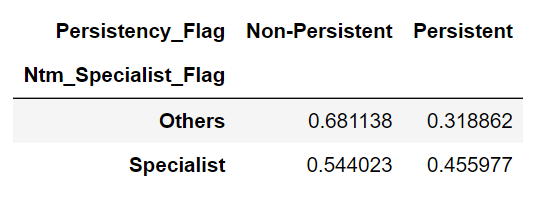 Persistency_Flag Non-Persistent Persistent
Ntm_Specialist_Flag
Others 0.681138 0.318862
Specialist 0.544023 0.455977